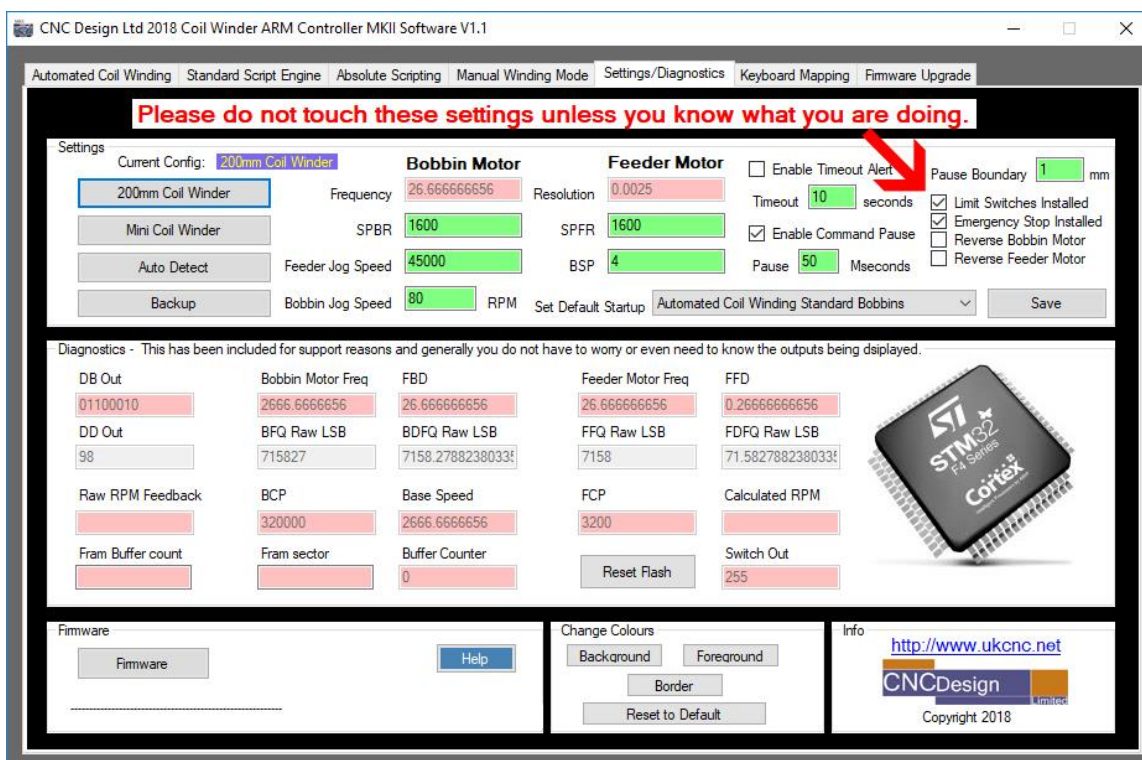 CNC Design Ltd 2018 Coil Winder ARM Controller MKII Software V1.1
Automated Coil Winding Standard Script Engine Absolute Scripting Manual Winding Mode Settings/Diagnostics Keyboard Mapping Firmware Upgrade
Please do not touch these settings unless you know what you are doing.
Settings
Current Config: 200mm Coil Winder
200mm Coil Winder
Mini Coil Winder
Auto Detect
Backup
Bobbin Motor
Frequency 26.666666656
SPBR 1600
Feeder Jog Speed 45000
Bobbin Jog Speed 80 RPM
Feeder Motor
Resolution 0.0025
SPFR 1600
BSP 4
Enable Timeout Alert
Timeout 10 seconds
Enable Command Pause
Pause 50 Mseconds
Pause Boundary 1 mm
Limit Switches Installed
Emergency Stop Installed
Reverse Bobbin Motor
Reverse Feeder Motor
Set Default Startup Automated Coil Winding Standard Bobbins Save
Diagnostics - This has been included for support reasons and generally you do not have to worry or even need to know the outputs being dsiplayed.
DB Out Bobbin Motor Freq FBD Feeder Motor Freq FFD
01100010 2666.6666656 26.666666656 26.666666656 0.26666666656
DD Out BFQ Raw LSB BDFQ Raw LSB FFQ Raw LSB FDFQ Raw LSB
98 715827 7158.2788238033 7158 71.582788238033
Raw RPM Feedback BCP Base Speed FCP Calculated RPM
320000 2666.6666656 3200
Fram Buffer count Fram sector Buffer Counter Switch Out
0 Reset Flash 255
ST
STM32
F4 Series
Cortex
Firmware
Firmware
Help
Change Colours
Background Foreground
Border
Reset to Default
Info
http://www.ukcnc.net
CNCDesign
Limited
Copyright 2018